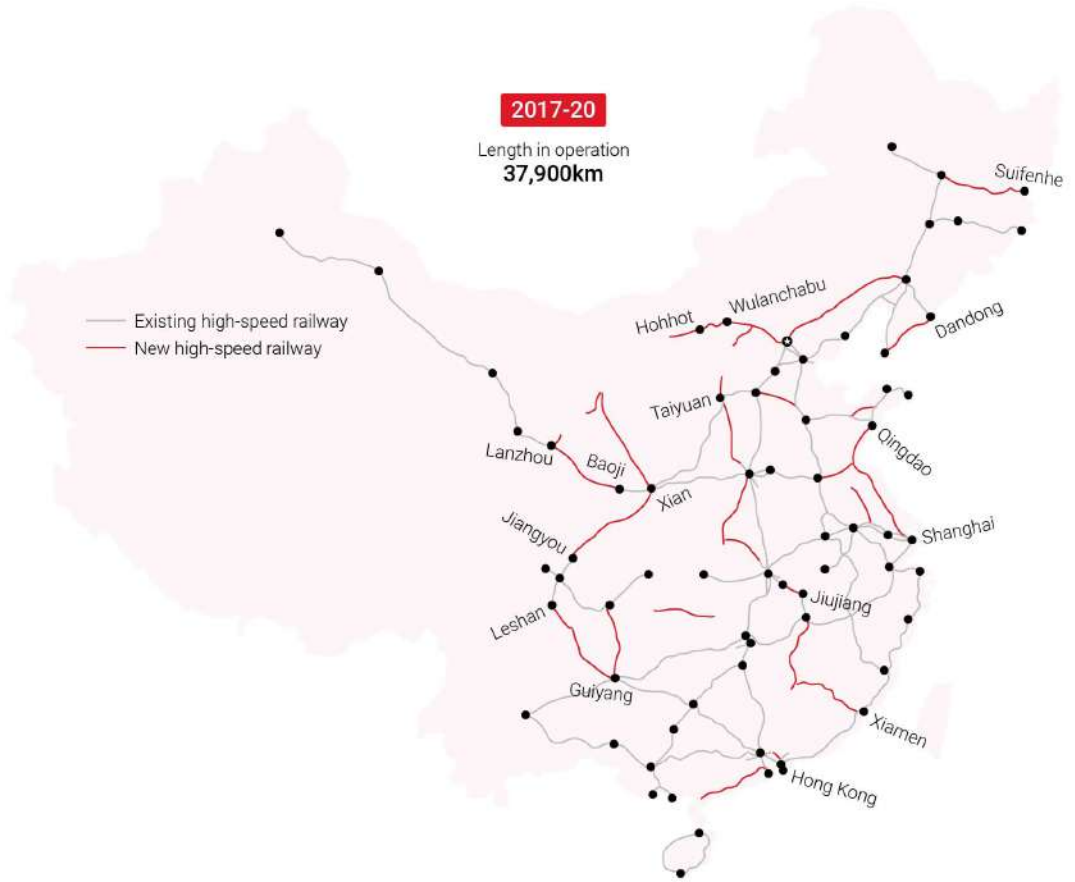 2017-20
Length in operation
37,900km
Suifenhe
Existing high-speed railway
New high-speed railway
Wulanchabu
Hohhot
Dandong
Taiyuan
Qingdao
Lanzhou
Baoji
Xian
Jiangyou
Shanghai
Jiujiang
Leshan
Guiyang
Xiamen
Hong Kong